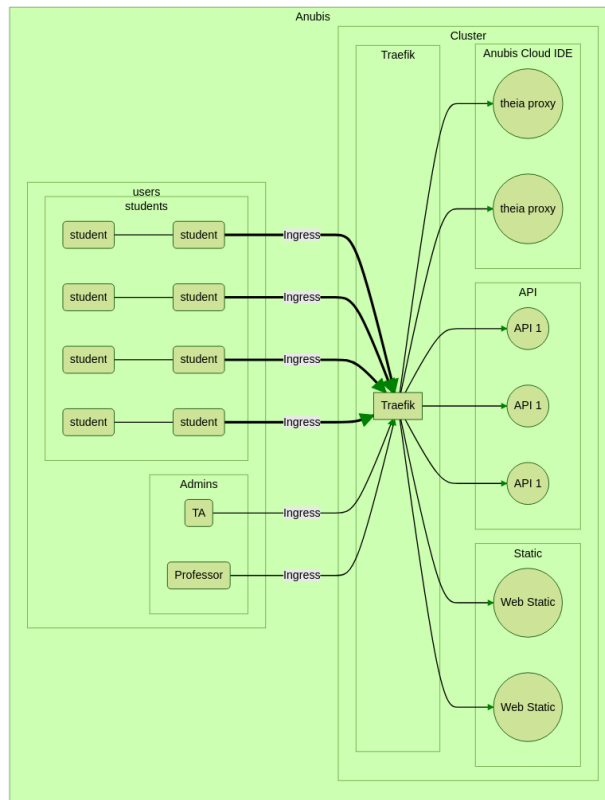 Anubis
Cluster
Traefik
Anubis Cloud IDE
theia proxy
theia proxy
users
students
student student Ingress
student student Ingress
student student Ingress
student student Ingress
Traefik
API
API 1
API 1
API 1
Admins
TA Ingress
Professor Ingress
Static
Web Static
Web Static